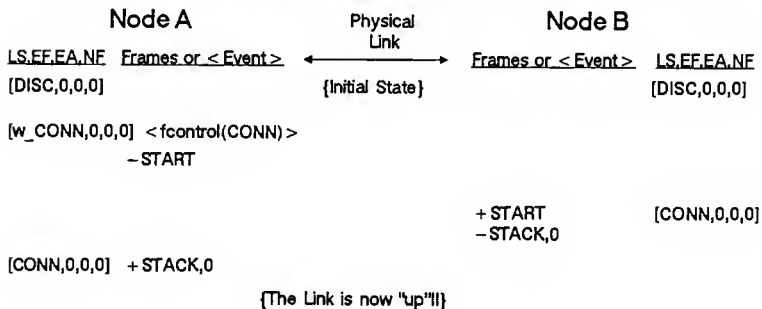 Node A Physical Link Node B
LS,EF,EA,NF Frames or <Event> Frames or <Event> LS,EF,EA,NF
[DISC,0,0,0] {Initial State} [DISC,0,0,0]
[w_CONN,0,0,0] <fcontrol(CONN)>
−START
+START [CONN,0,0,0]
−STACK,0
[CONN,0,0,0] +STACK,0
{The Link is now "up"!!}